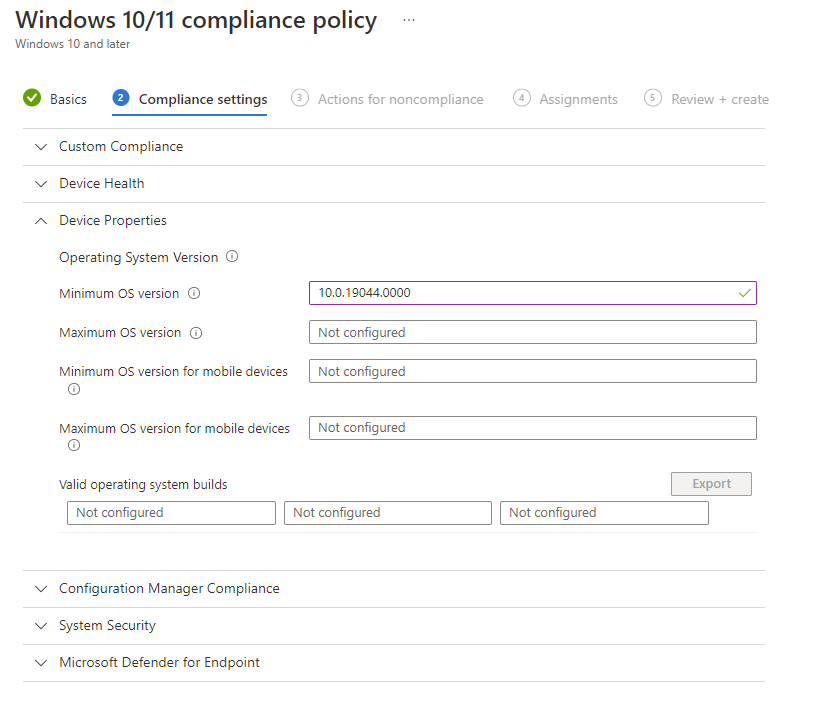 Windows 10/11 compliance policy ...
Windows 10 and later
Basics 2 Compliance settings 3 Actions for noncompliance 4 Assignments 5 Review + create
Custom Compliance
Device Health
Device Properties
Operating System Version
Minimum OS version 10.0.19044.0000
Maximum OS version Not configured
Minimum OS version for mobile devices Not configured
Maximum OS version for mobile devices Not configured
Valid operating system builds Export
Not configured Not configured Not configured
Configuration Manager Compliance
System Security
Microsoft Defender for Endpoint